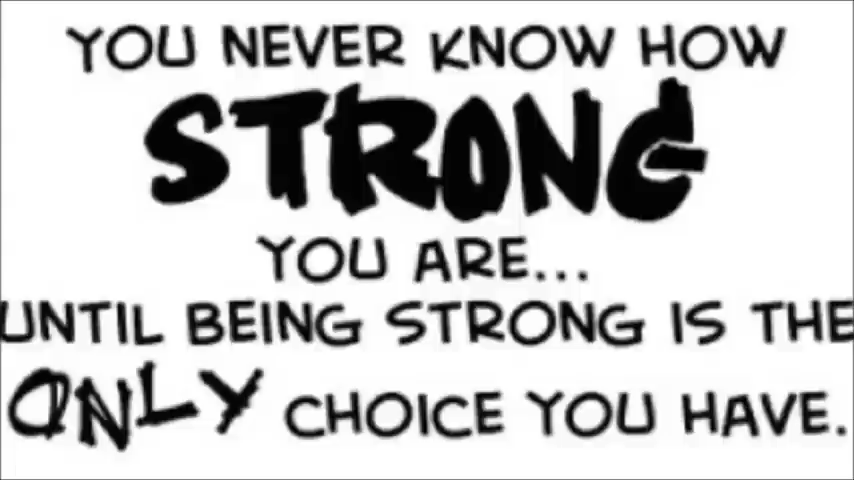 YOU NEVER KNOW HOW
STRONG
YOU ARE...
UNTIL BEING STRONG IS THE
ONLY CHOICE YOU HAVE.